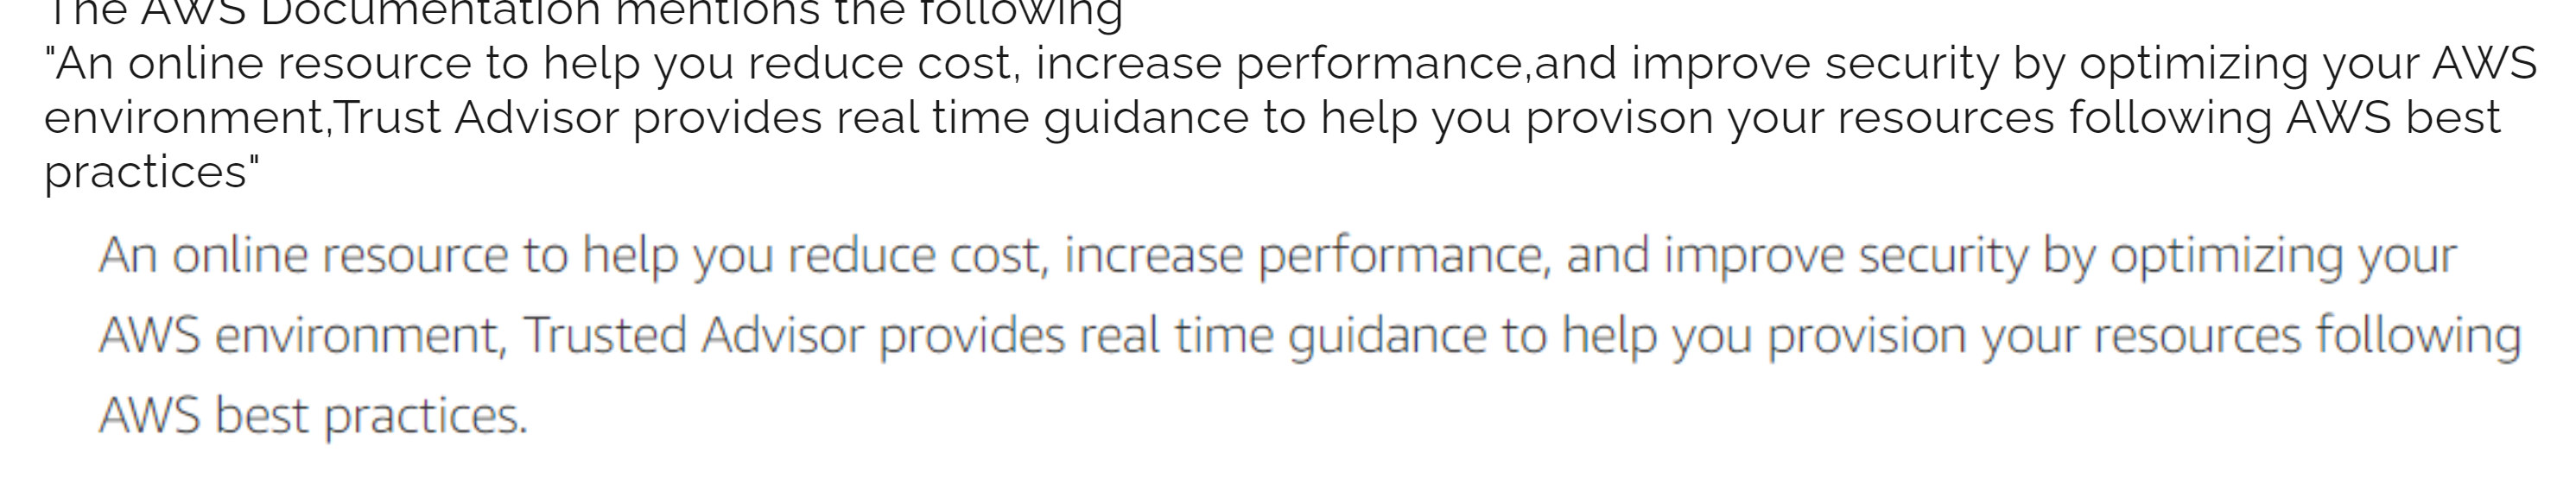 The AWS Documentation mentions the following
"An online resource to help you reduce cost, increase performance,and improve security by optimizing your AWS
environment,Trust Advisor provides real time guidance to help you provison your resources following AWS best
practices"
An online resource to help you reduce cost, increase performance, and improve security by optimizing your
AWS environment, Trusted Advisor provides real time guidance to help you provision your resources following
AWS best practices.